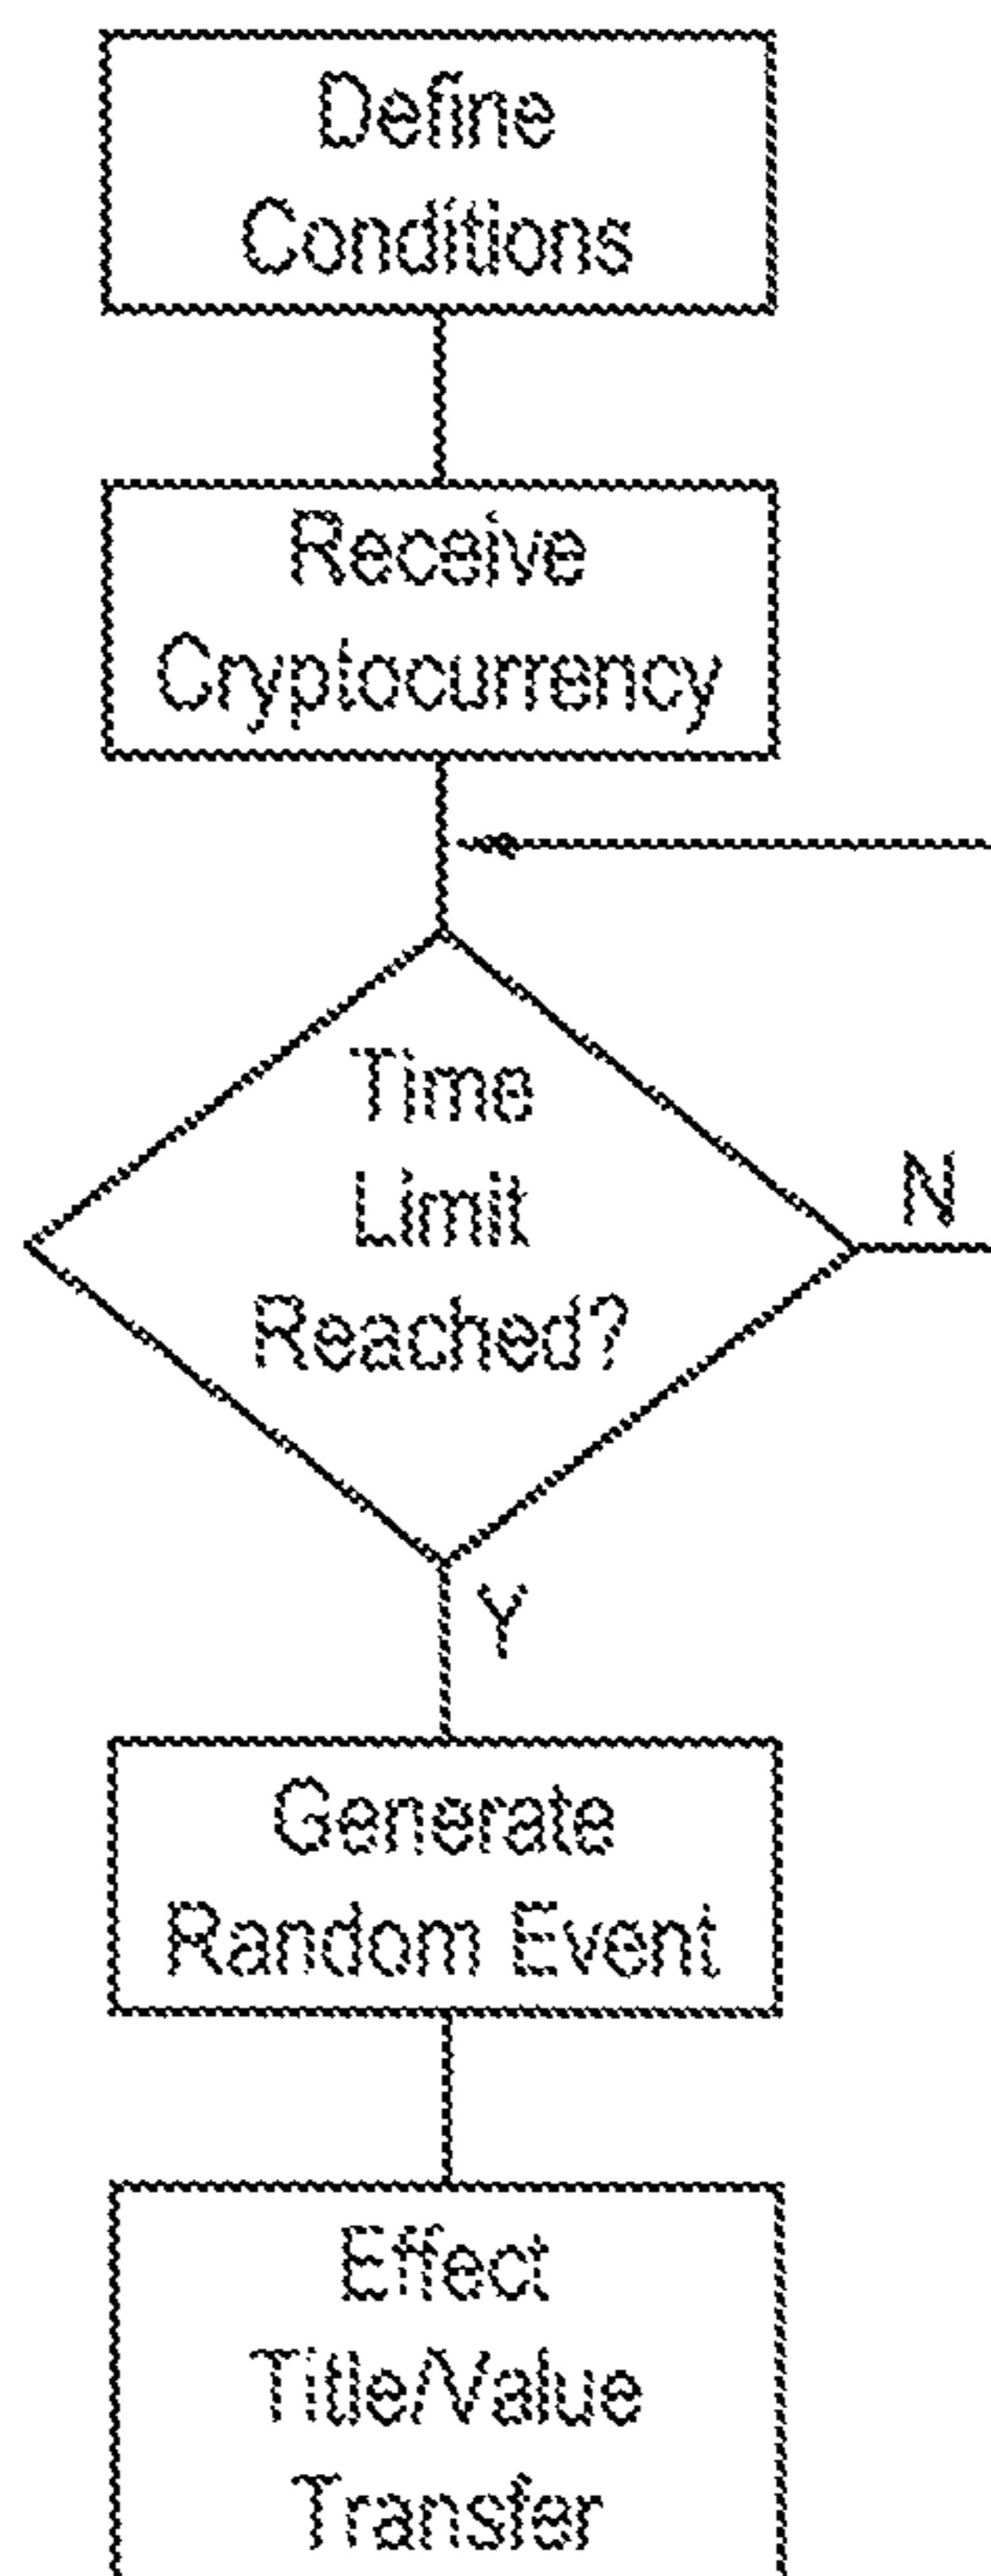 Define
Conditions
Receive
Cryptocurrency
Time
Limit
Reached?
N
Y
Generate
Random Event
Effect
Title/Value
Transfer